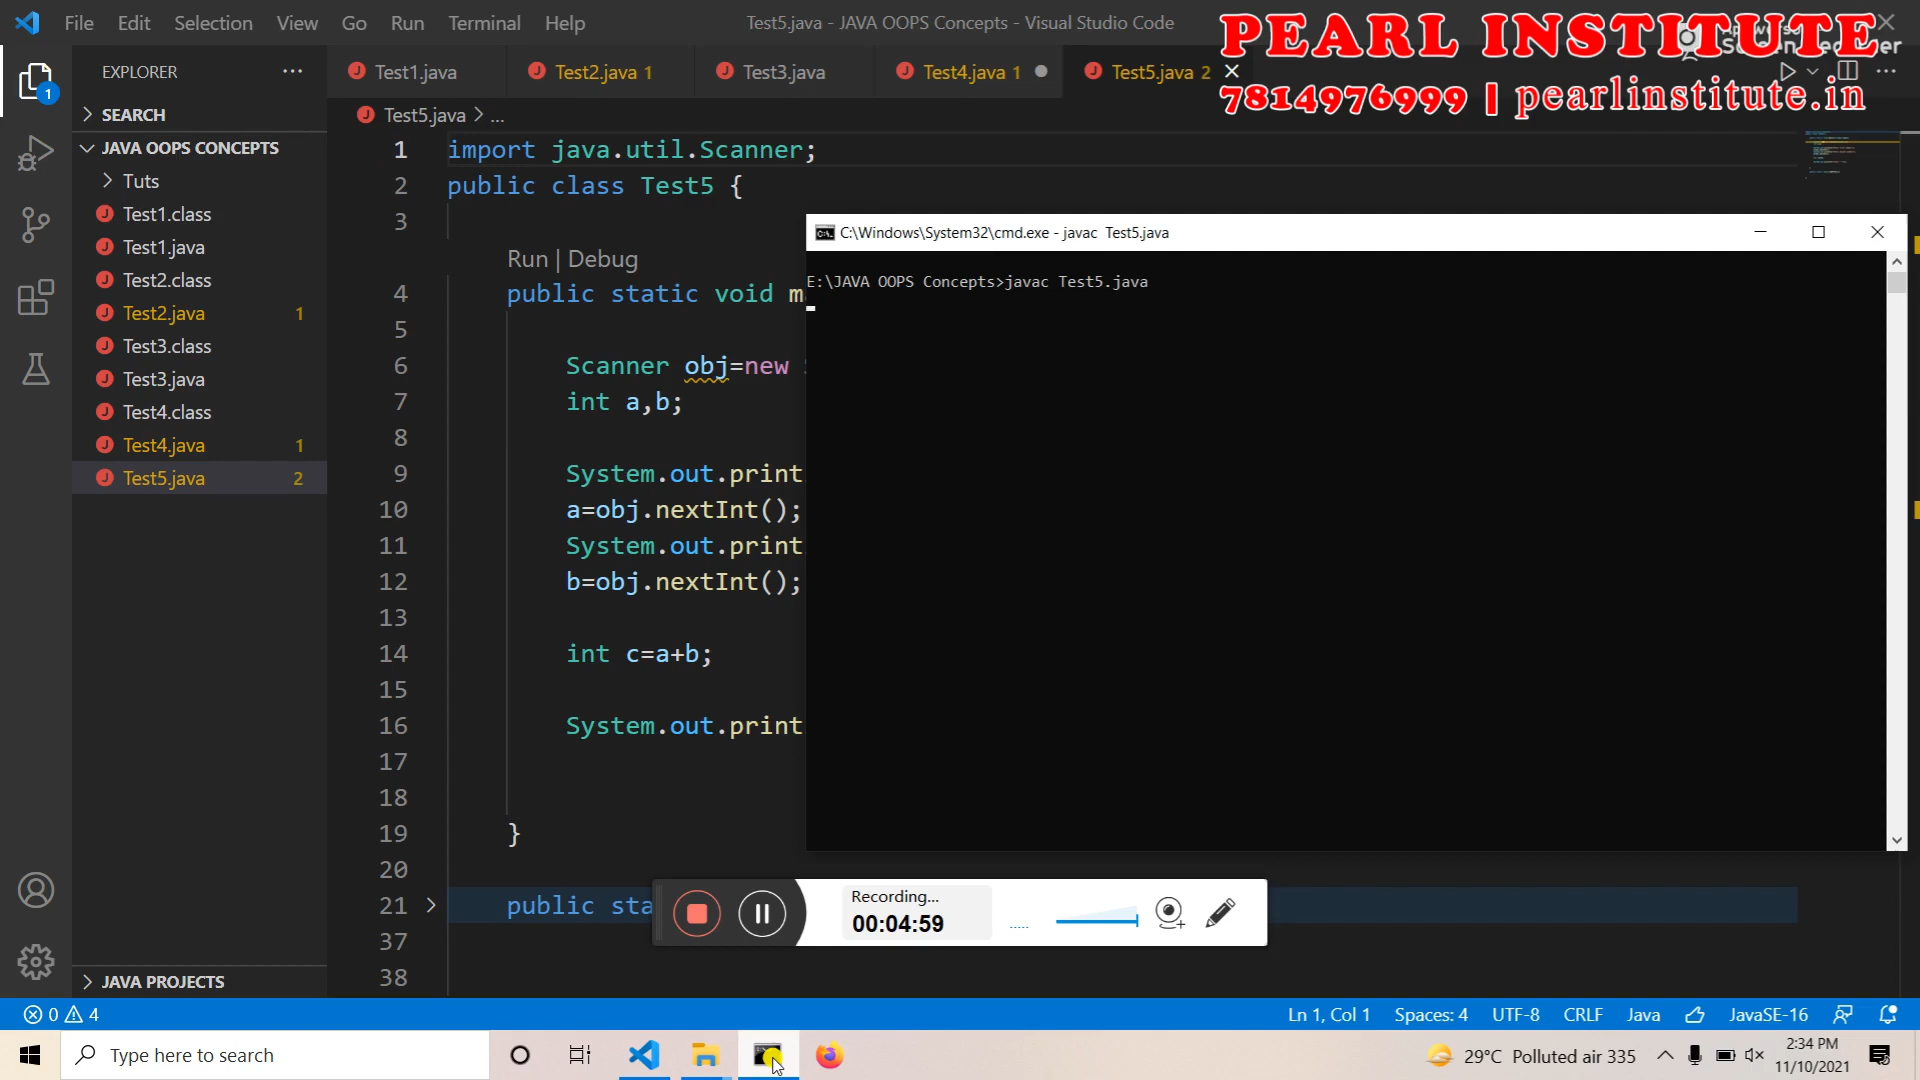 File Edit Selection View Go Run Terminal Help
Test5.java - JAVA OOPS Concepts - Visual Studio Code
PEARL INSTITUTE
7814976999 | pearlinstitute.in
EXPLORER
Test1.java
Test2.java 1
Test3.java
Test4.java 1
Test5.java 2
SEARCH
Test5.java > ...
JAVA OOPS CONCEPTS
Tuts
Test1.class
Test1.java
Test2.class
Test2.java 1
Test3.class
Test3.java
Test4.class
Test4.java 1
Test5.java 2
JAVA PROJECTS
1 import java.util.Scanner;
2 public class Test5 {
3
Run | Debug
4 public static void m
5
6 Scanner obj=new
7 int a,b;
8
9 System.out.print
10 a=obj.nextInt();
11 System.out.print
12 b=obj.nextInt();
13
14 int c=a+b;
15
16 System.out.print
17
18
19 }
20
21 public sta
37
38
C:\Windows\System32\cmd.exe - javac Test5.java
E:\JAVA OOPS Concepts>javac Test5.java
Recording...
00:04:59
0 4
Ln 1, Col 1 Spaces: 4 UTF-8 CRLF Java JavaSE-16
Type here to search
29°C Polluted air 335
2:34 PM
11/10/2021